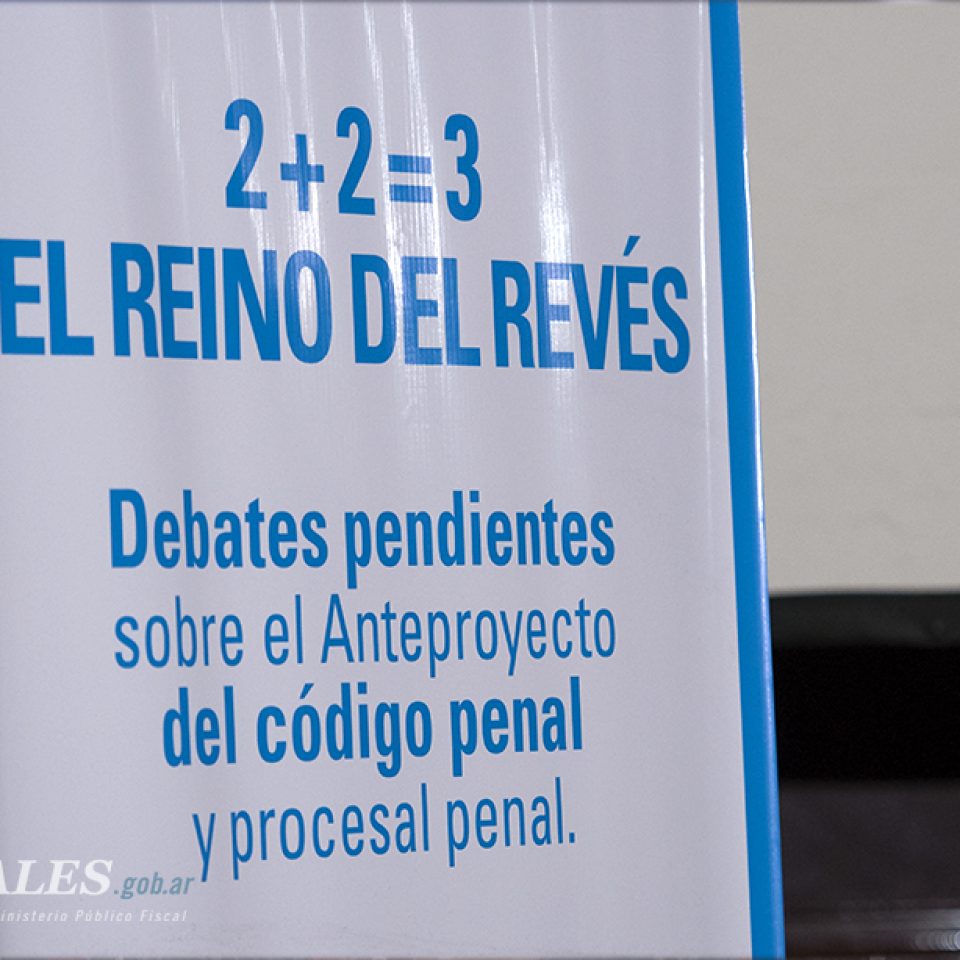 2+2=3
EL REINO DEL REVÉS
Debates pendientes
sobre el Anteproyecto
del código penal
y procesal penal.
ALES.gob.ar
inisterio Público Fiscal